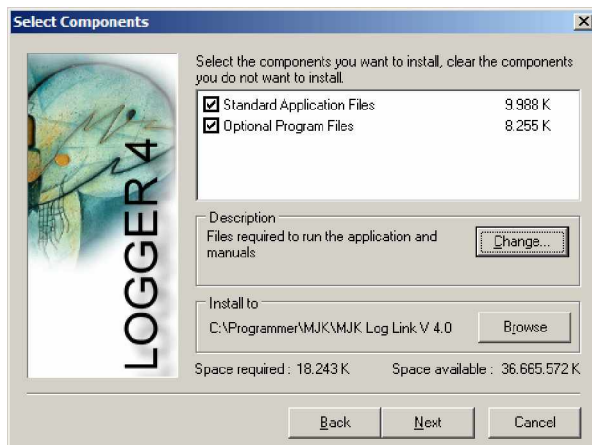 Select Components
LOGGER 4
Select the components you want to install, clear the components
you do not want to install.
Standard Application Files 9.988 K
Optional Program Files 8.255 K
Description
Files required to run the application and
manuals
Change...
Install to
C:\Programmer\MJK\MJK Log Link V 4.0
Browse
Space required : 18.243 K Space available : 36.665.572 K
Back Next Cancel